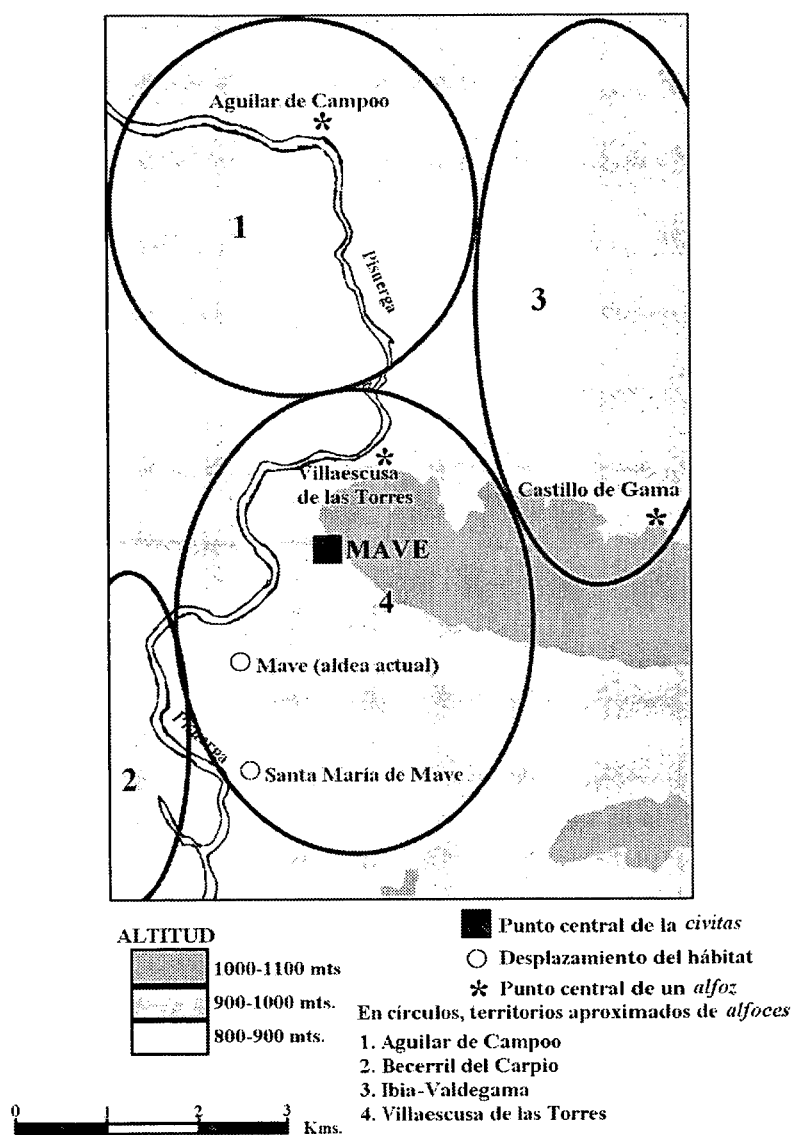 Aguilar de Campoo
1
Pisuerga
3
Villaescusa
de las Torres
Castillo de Gama
MAVE
4
Mave (aldea actual)
Pisuerga
2
Santa María de Mave
ALTITUD
1000-1100 mts
900-1000 mts.
800-900 mts.
Punto central de la civitas
Desplazamiento del hábitat
Punto central de un alfoz
En círculos, territorios aproximados de alfoces
1. Aguilar de Campoo
2. Becerril del Carpio
3. Ibia-Valdegama
4. Villaescusa de las Torres
0 1 2 3
Kms.